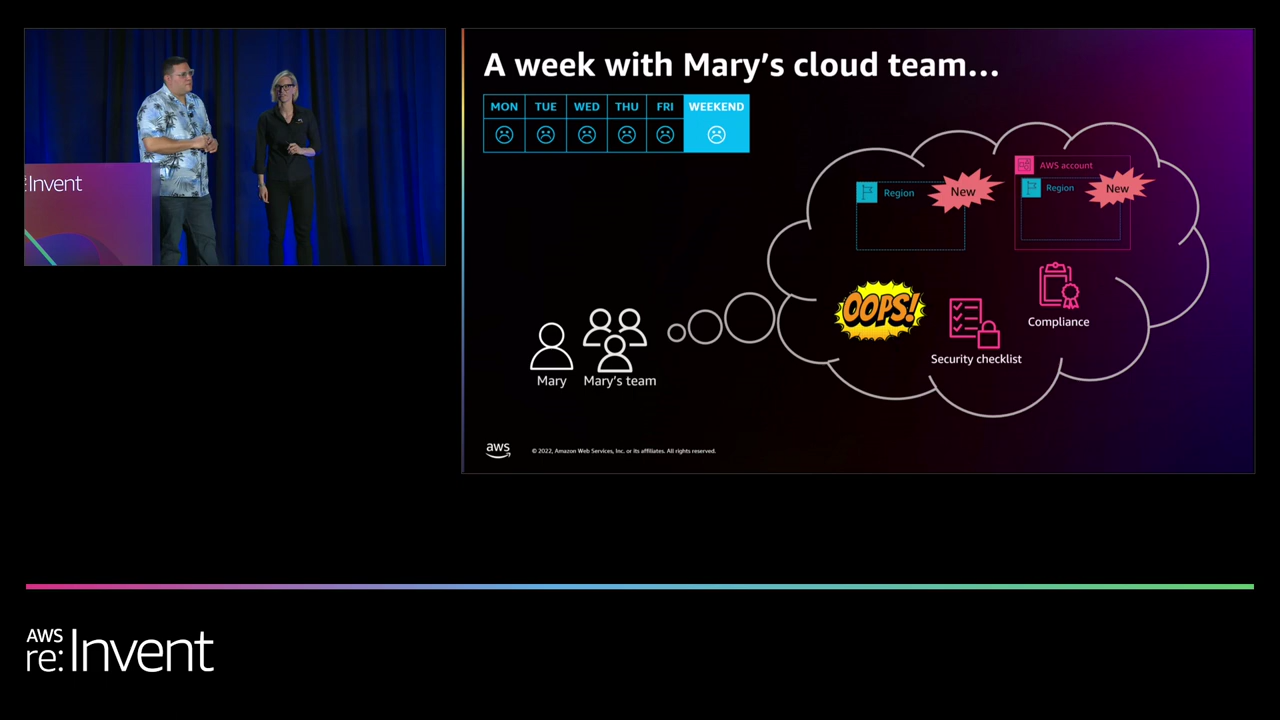 :Invent
A week with Mary's cloud team...
MON TUE WED THU FRI WEEKEND
AWS account
Region New
Region New
OOPS!
Compliance
Security checklist
Mary Mary's team
aws
© 2022, Amazon Web Services, Inc. or its affiliates. All rights reserved.
AWS
re:Invent